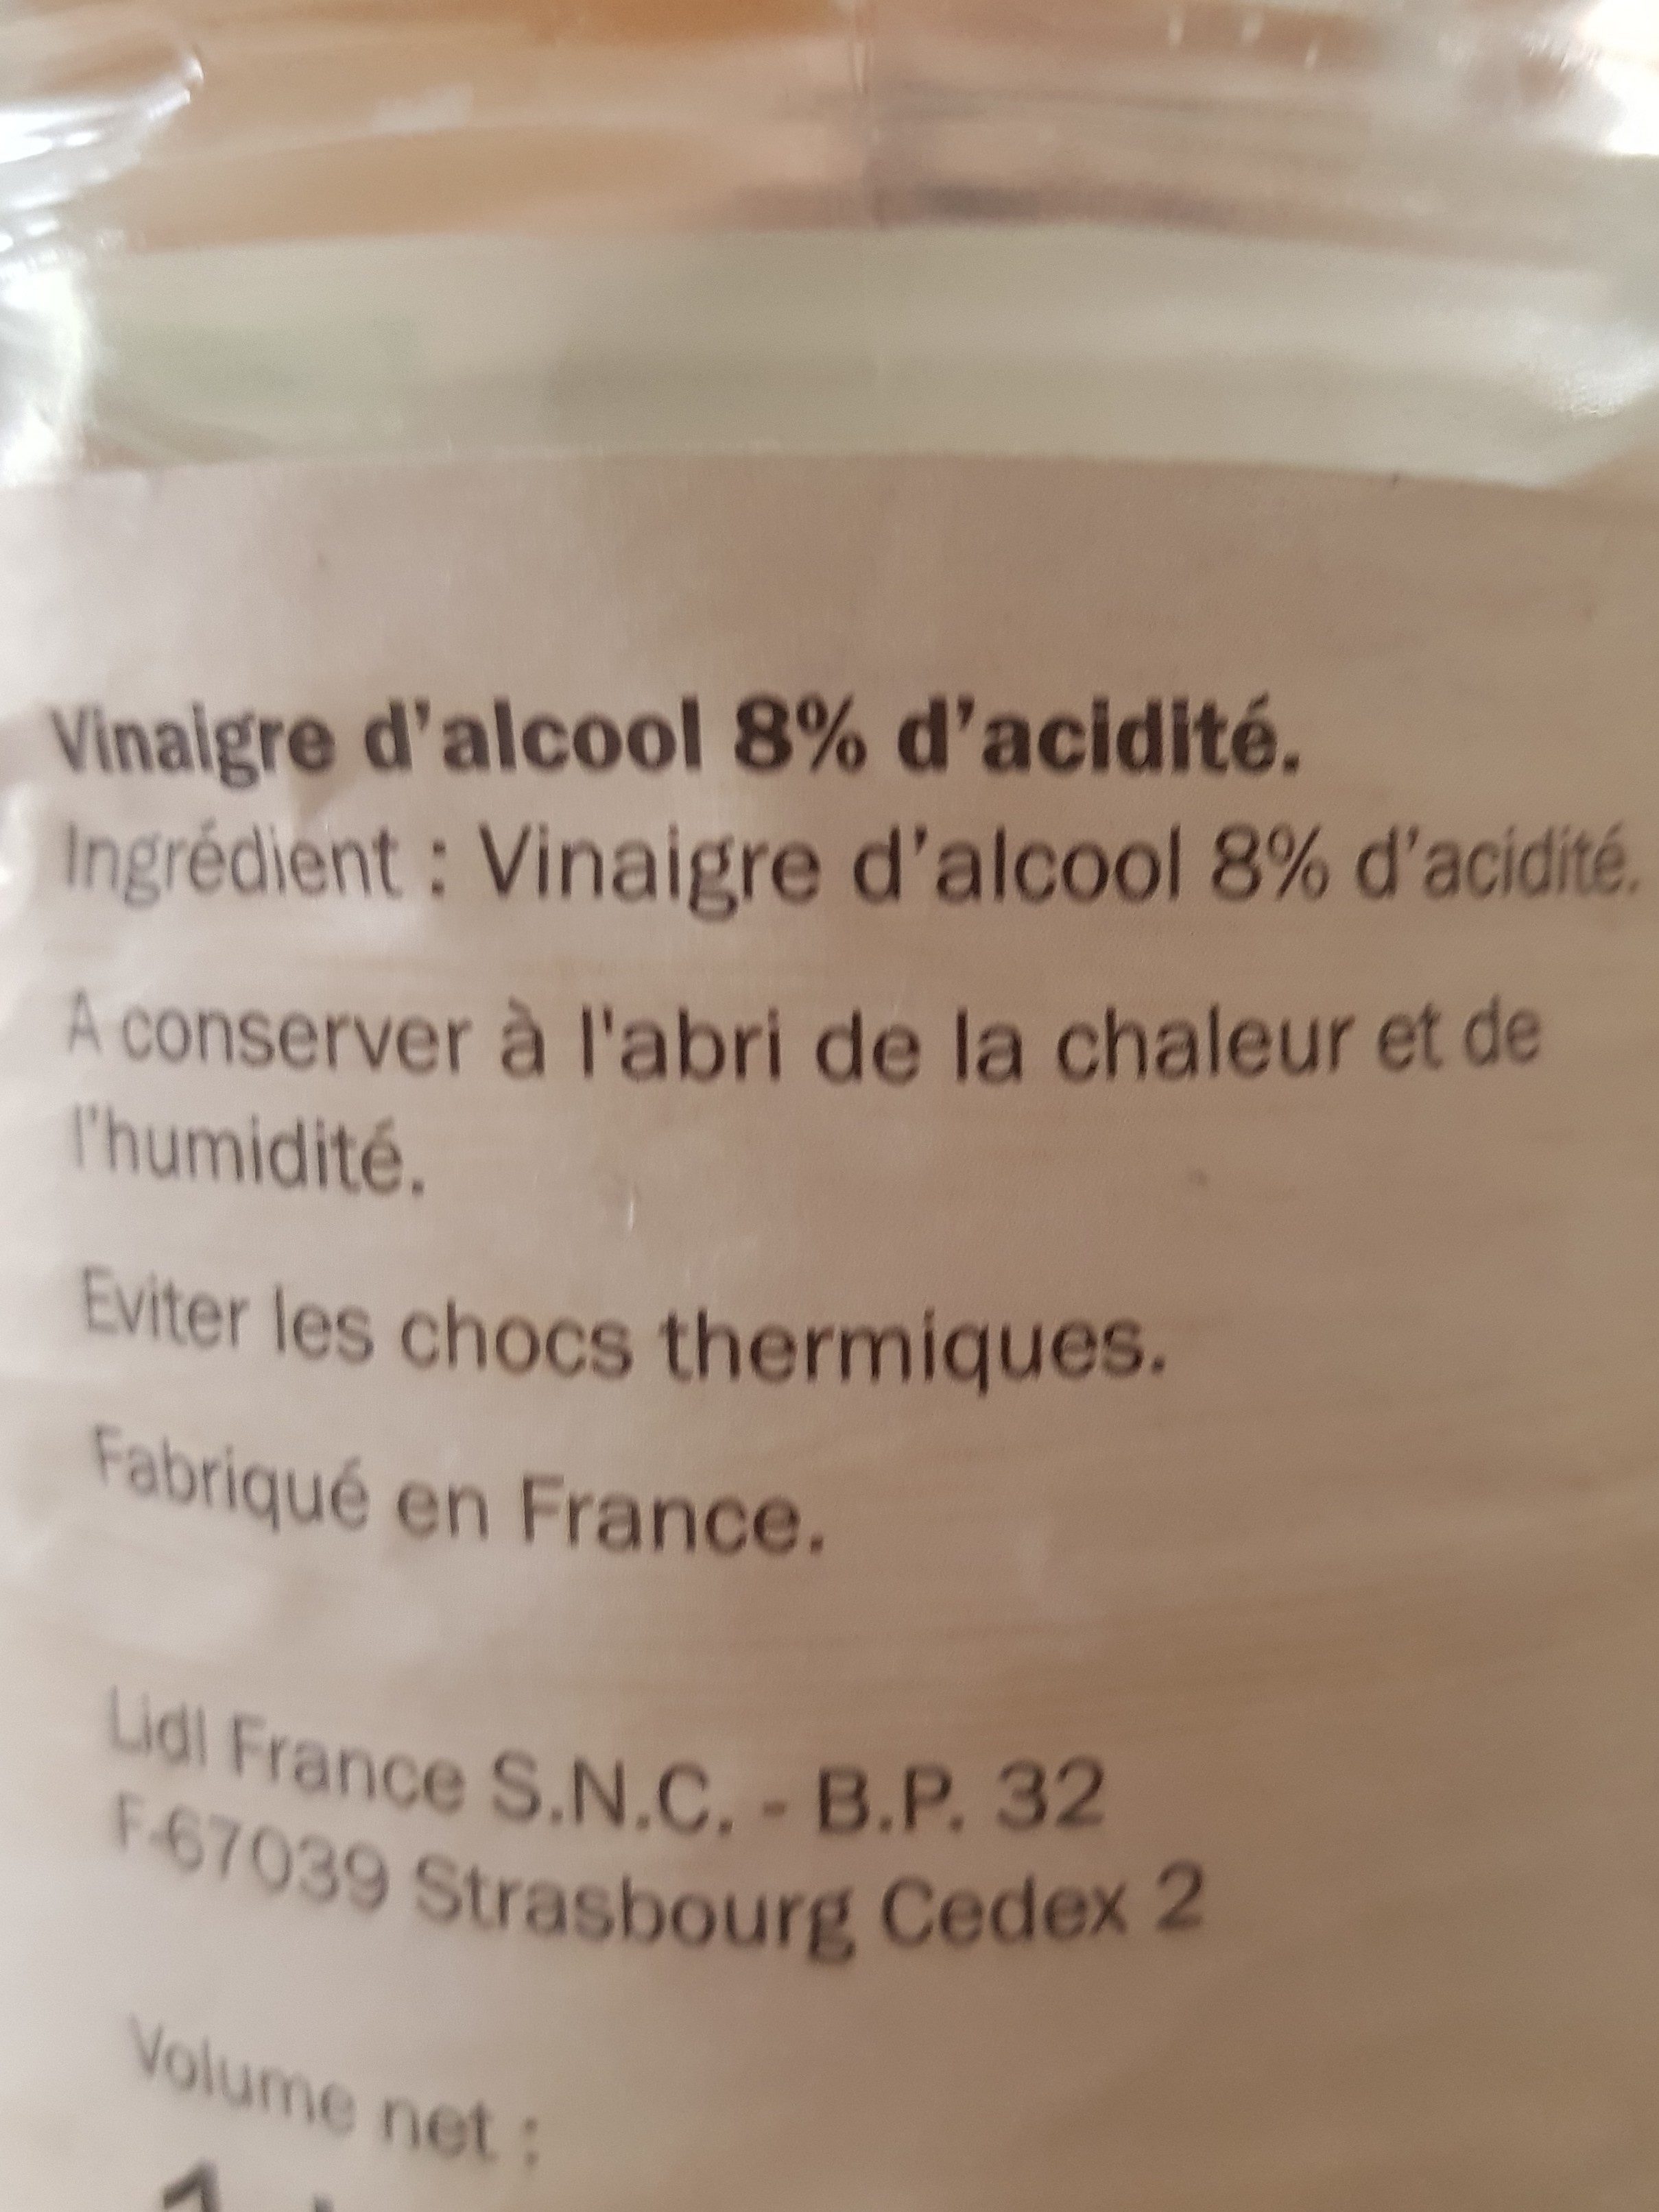 Vinaigre d'alcool 8% d'acidité.
Ingrédient : Vinaigre d'alcool 8% d'acidité.
A conserver à l'abri de la chaleur et de
l'humidité.
Eviter les chocs thermiques.
Fabriqué en France.
Lidl France S.N.C. - B.P. 32
F-67039 Strasbourg Cedex 2
Volume net :